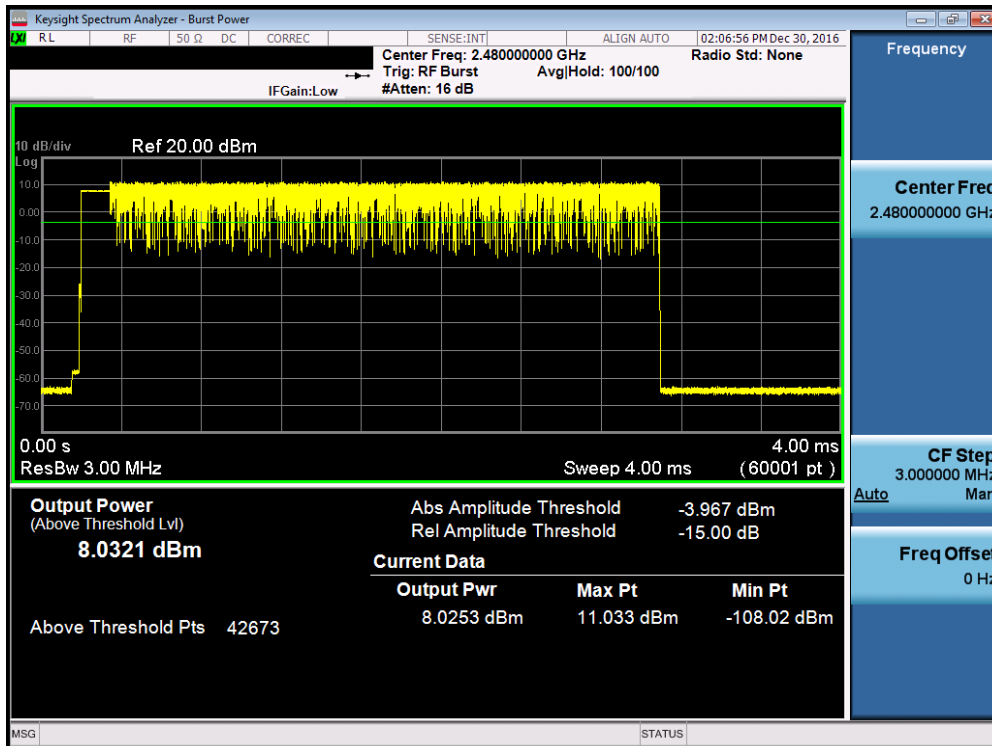 Keysight Spectrum Analyzer - Burst Power
LXI RL RF 50 Ω DC CORREC SENSE:INT ALIGN AUTO 02:06:56 PM Dec 30, 2016
Center Freq: 2.480000000 GHz Radio Std: None
Trig: RF Burst Avg|Hold: 100/100
IFGain:Low #Atten: 16 dB
10 dB/div Ref 20.00 dBm
Log
10.0
0.00
-10.0
-20.0
-30.0
-40.0
-50.0
-60.0
-70.0
0.00 s 4.00 ms
ResBw 3.00 MHz Sweep 4.00 ms (60001 pt )
Output Power
(Above Threshold Lvl)
8.0321 dBm
Above Threshold Pts 42673
Abs Amplitude Threshold -3.967 dBm
Rel Amplitude Threshold -15.00 dB
Current Data
Output Pwr Max Pt Min Pt
8.0253 dBm 11.033 dBm -108.02 dBm
MSG STATUS
Frequency
Center Freq
2.480000000 GHz
CF Step
3.000000 MHz
Auto Man
Freq Offset
0 Hz